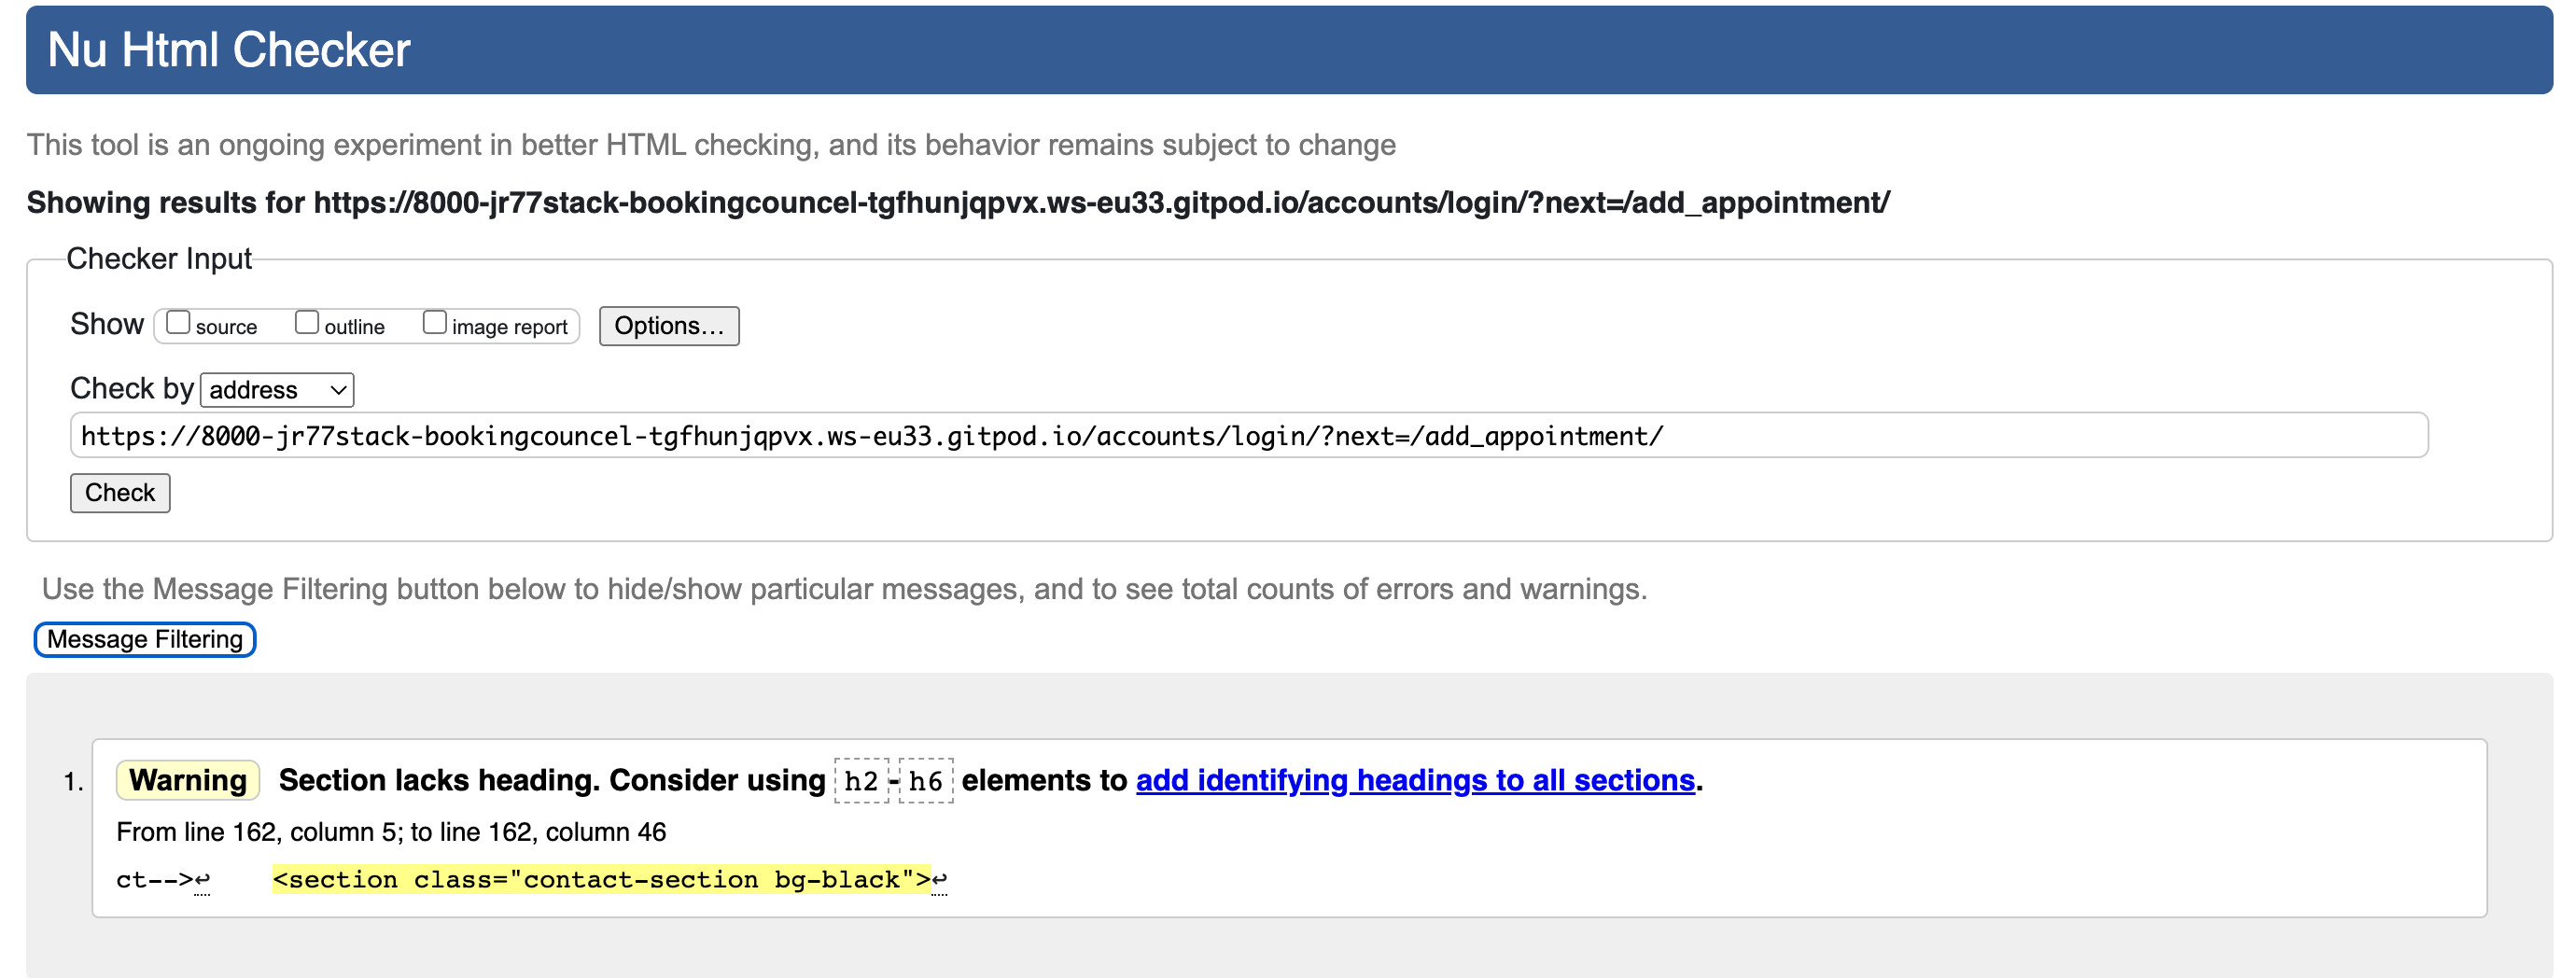 Nu Html Checker
This tool is an ongoing experiment in better HTML checking, and its behavior remains subject to change
Showing results for https://8000-jr77stack-bookingcouncel-tgfhunjqpvx.ws-eu33.gitpod.io/accounts/login/?next=/add_appointment/
Checker Input
Show source outline image report Options...
Check by address
https://8000-jr77stack-bookingcouncel-tgfhunjqpvx.ws-eu33.gitpod.io/accounts/login/?next=/add_appointment/
Check
Use the Message Filtering button below to hide/show particular messages, and to see total counts of errors and warnings.
Message Filtering
1. Warning Section lacks heading. Consider using h2-h6 elements to add identifying headings to all sections.
From line 162, column 5; to line 162, column 46
ct-->↩ <section class="contact-section bg-black">↩